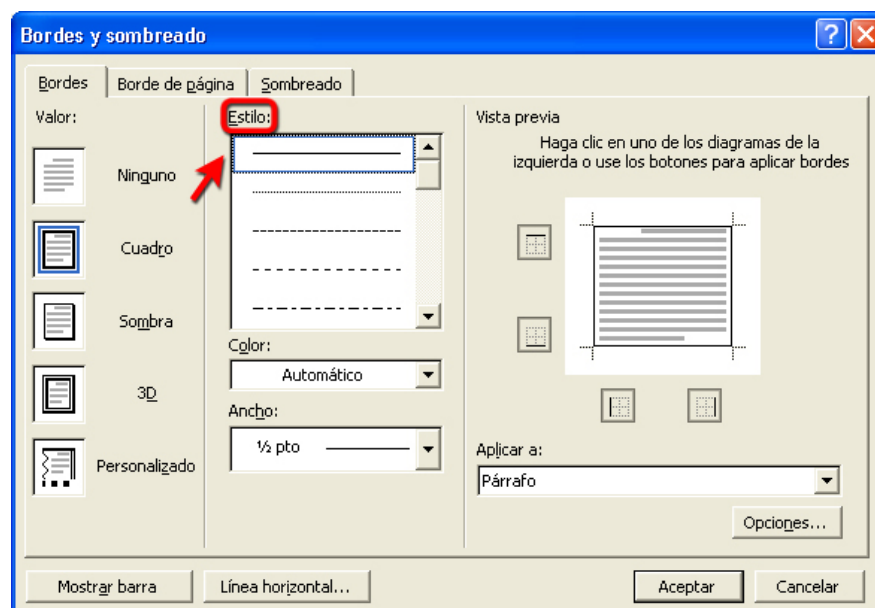 Bordes y sombreado
Bordes
Borde de página
Sombreado
Valor:
Ninguno
Cuadro
Sombra
3D
Personalizado
Estilo:
Color:
Automático
Ancho:
½ pto
Vista previa
Haga clic en uno de los diagramas de la
izquierda o use los botones para aplicar bordes
Aplicar a:
Párrafo
Opciones...
Mostrar barra
Línea horizontal...
Aceptar
Cancelar